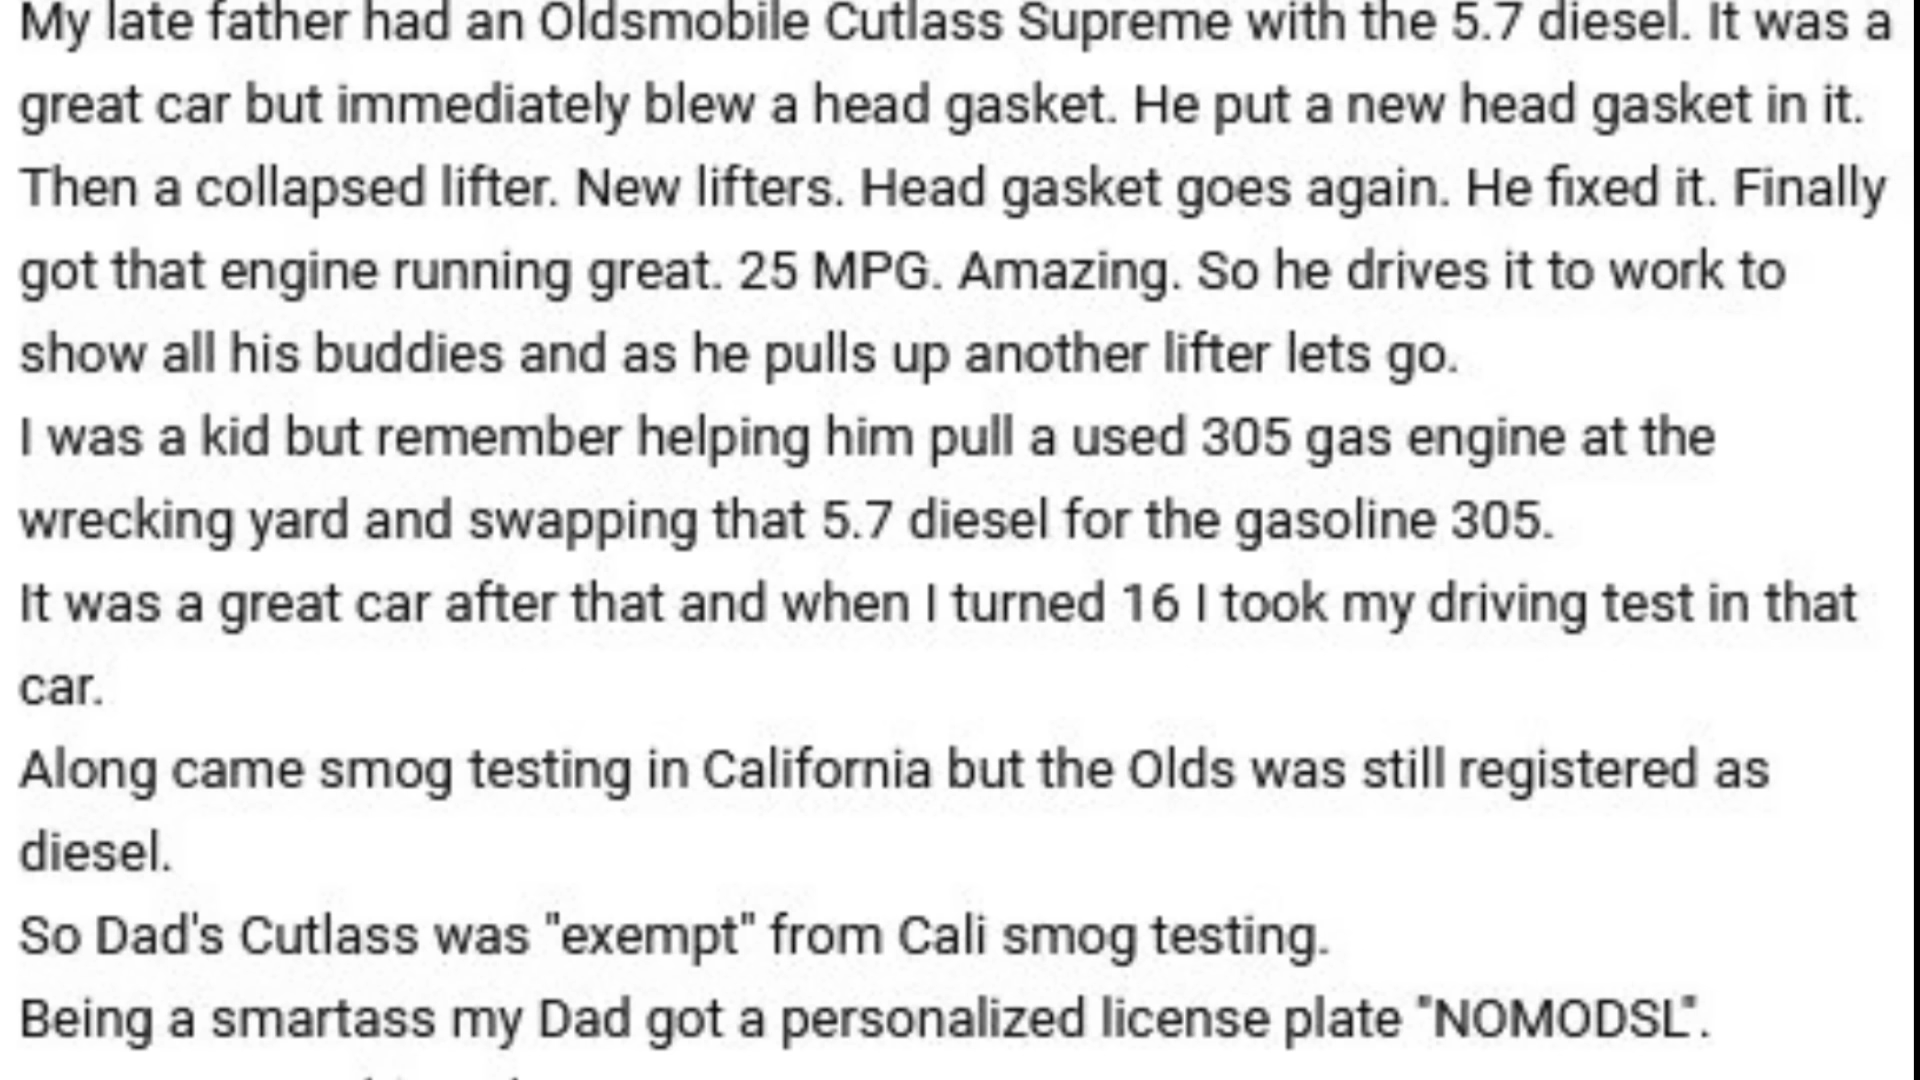 My late father had an Oldsmobile Cutlass Supreme with the 5.7 diesel. It was a
great car but immediately blew a head gasket. He put a new head gasket in it.
Then a collapsed lifter. New lifters. Head gasket goes again. He fixed it. Finally
got that engine running great. 25 MPG. Amazing. So he drives it to work to
show all his buddies and as he pulls up another lifter lets go.
I was a kid but remember helping him pull a used 305 gas engine at the
wrecking yard and swapping that 5.7 diesel for the gasoline 305.
It was a great car after that and when I turned 16 I took my driving test in that
car.
Along came smog testing in California but the Olds was still registered as
diesel.
So Dad's Cutlass was "exempt" from Cali smog testing.
Being a smartass my Dad got a personalized license plate "NOMODSL".